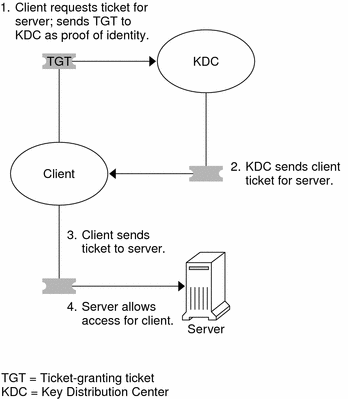 1. Client requests ticket for
server; sends TGT to
KDC as proof of identity.
TGT
KDC
Client
2. KDC sends client
ticket for server.
3. Client sends
ticket to server.
4. Server allows
access for client.
Server
TGT = Ticket-granting ticket
KDC = Key Distribution Center